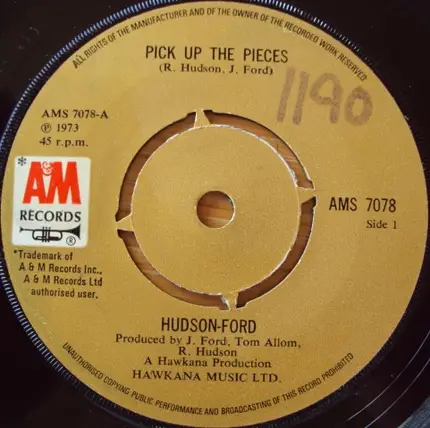 ALL RIGHTS OF THE MANUFACTURER AND OF THE OWNER OF THE RECORDED WORK RESERVED
PICK UP THE PIECES
(R. Hudson, J. Ford)
1190
AMS 7078-A
℗ 1973
45 r.p.m.
*
A&M
RECORDS
®
AMS 7078
Side 1
*Trademark of
A & M Records Inc.,
A & M Records Ltd
authorised user.
HUDSON-FORD
Produced by J. Ford, Tom Allom,
R. Hudson
A Hawkana Production
HAWKANA MUSIC LTD.
UNAUTHORISED COPYING PUBLIC PERFORMANCE AND BROADCASTING OF THIS RECORD PROHIBITED